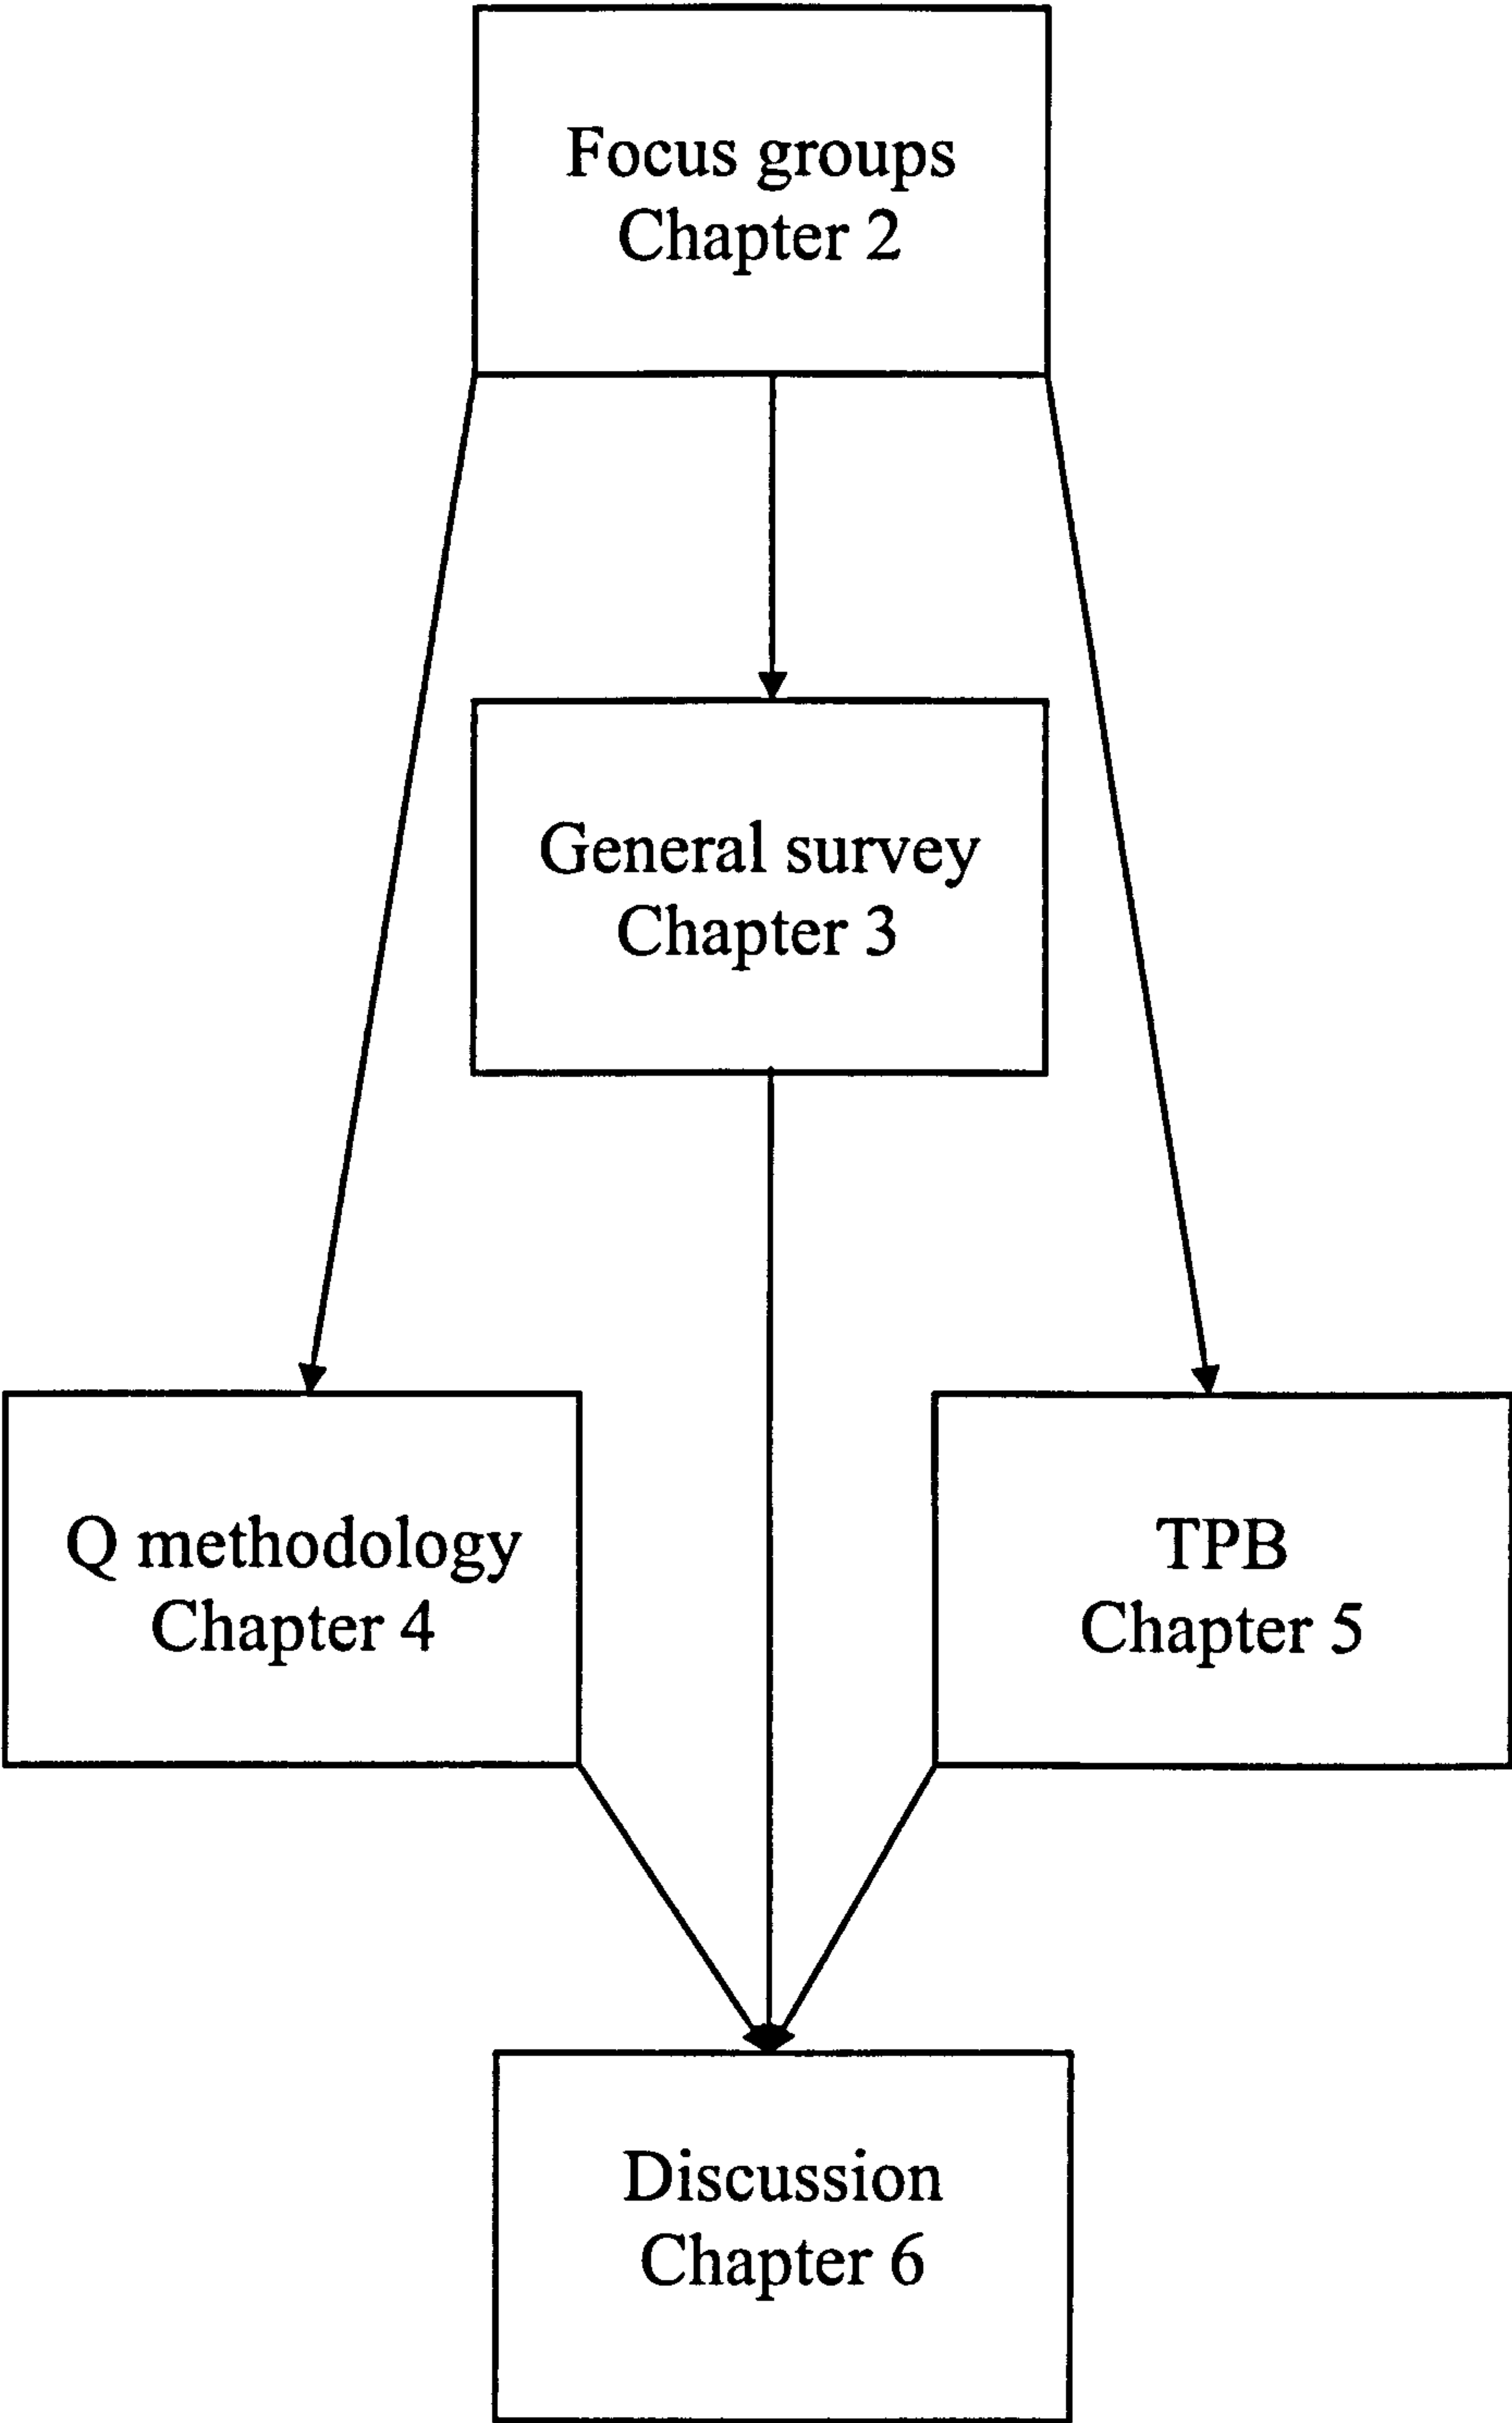 Focus groups
Chapter 2
General survey
Chapter 3
Q methodology
Chapter 4
TPB
Chapter 5
Discussion
Chapter 6